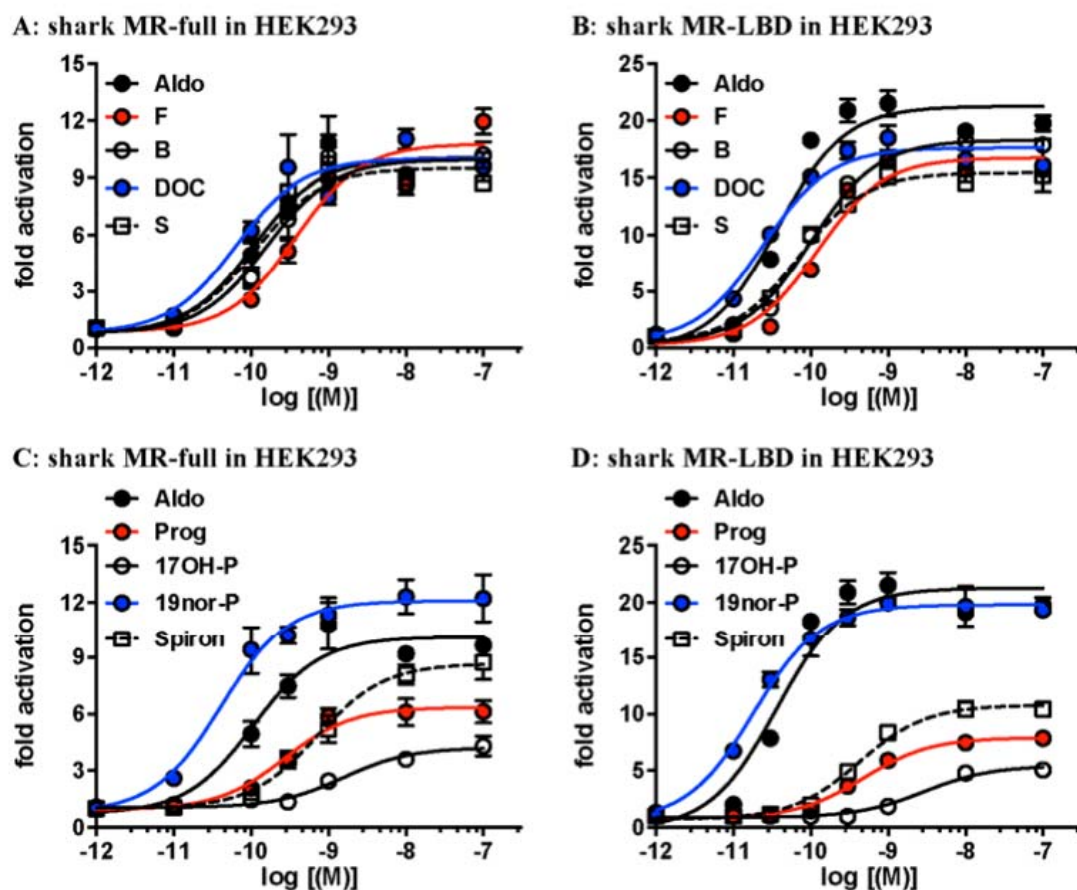 A: shark MR-full in HEK293
15
12
9
6
3
0
fold activation
Aldo
F
B
DOC
S
-12 -11 -10 -9 -8 -7
log [(M)]
B: shark MR-LBD in HEK293
25
20
15
10
5
0
fold activation
Aldo
F
B
DOC
S
-12 -11 -10 -9 -8 -7
log [(M)]
C: shark MR-full in HEK293
Aldo
Prog
17OH-P
19nor-P
Spiron
15
12
9
6
3
0
fold activation
-12 -11 -10 -9 -8 -7
log [(M)]
D: shark MR-LBD in HEK293
Aldo
Prog
17OH-P
19nor-P
Spiron
25
20
15
10
5
0
fold activation
-12 -11 -10 -9 -8 -7
log [(M)]